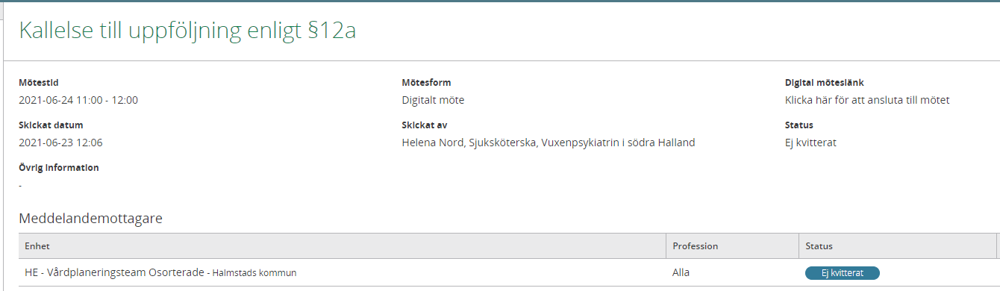 Kallelse till uppföljning enligt §12a
Mötestid Mötesform Digital möteslänk
2021-06-24 11:00 - 12:00 Digitalt möte Klicka här för att ansluta till mötet
Skickat datum Skickat av Status
2021-06-23 12:06 Helena Nord, Sjuksköterska, Vuxenpsykiatrin i södra Halland Ej kvitterat
Övrig information
-
Meddelandemottagare
Enhet Profession Status
HE - Vårdplaneringsteam Osorterade - Halmstads kommun Alla Ej kvitterat